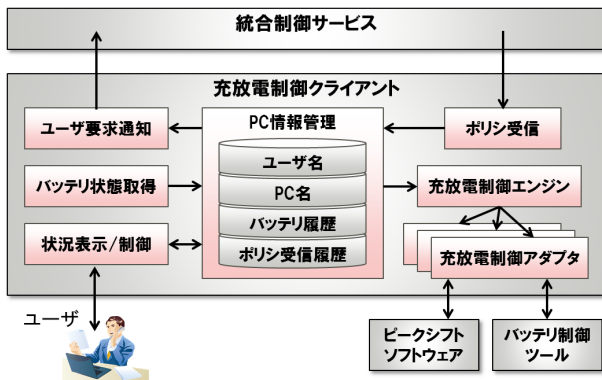 統合制御サービス
充放電制御クライアント
ユーザ要求通知
PC情報管理
ポリシ受信
ユーザ名
バッテリ状態取得
PC名
充放電制御エンジン
バッテリ履歴
状況表示/制御
ポリシ受信履歴
充放電制御アダプタ
ユーザ
ピークシフト
ソフトウェア
バッテリ制御
ツール